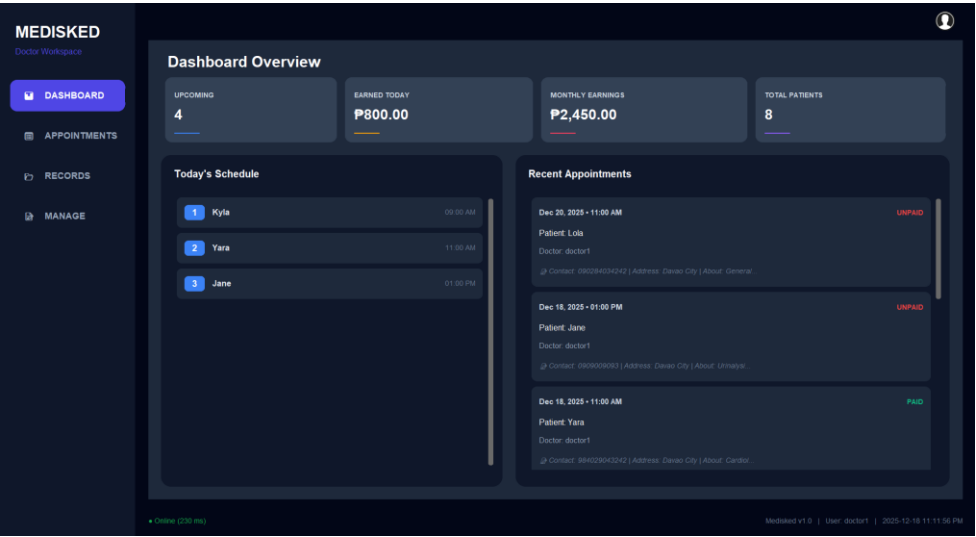 MEDISKED
Doctor Workspace
DASHBOARD
APPOINTMENTS
RECORDS
MANAGE
Dashboard Overview
UPCOMING
4
EARNED TODAY
₱800.00
MONTHLY EARNINGS
₱2,450.00
TOTAL PATIENTS
8
Today's Schedule
1 Kyla 09:00 AM
2 Yara 11:00 AM
3 Jane 01:00 PM
Recent Appointments
Dec 20, 2025 • 11:00 AM UNPAID
Patient: Lola
Doctor: doctor1
Contact: 090284034242 | Address: Davao City | About: General...
Dec 18, 2025 • 01:00 PM UNPAID
Patient: Jane
Doctor: doctor1
Contact: 0909009093 | Address: Davao City | About: Urinalysi...
Dec 18, 2025 • 11:00 AM PAID
Patient: Yara
Doctor: doctor1
Contact: 984029043242 | Address: Davao City | About: Cardiol...
● Online (230 ms)
Medisked v1.0 | User: doctor1 | 2025-12-18 11:11:56 PM